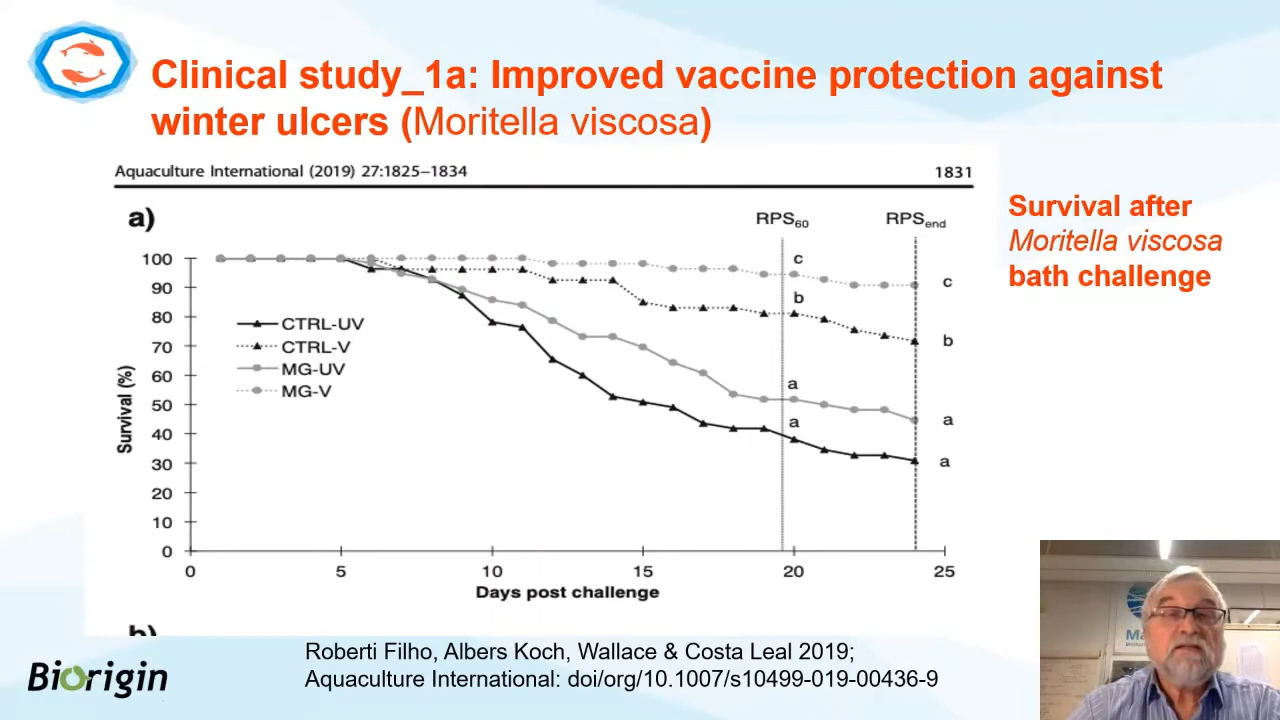 Clinical study_1a: Improved vaccine protection against
winter ulcers (Moritella viscosa)
Aquaculture International (2019) 27:1825–1834
1831
Survival after
Moritella viscosa
bath challenge
a)
RPS60
RPSend
100
90
80
70
60
50
40
30
20
10
0
Survival (%)
CTRL-UV
CTRL-V
MG-UV
MG-V
c
c
b
b
a
a
a
a
0
5
10
15
20
25
Days post challenge
b)
Roberti Filho, Albers Koch, Wallace & Costa Leal 2019;
Aquaculture International: doi/org/10.1007/s10499-019-00436-9
Biorigin